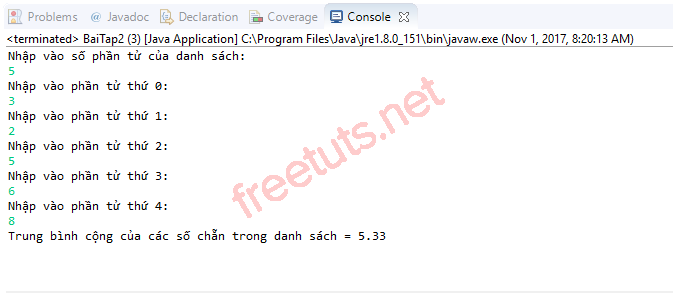 Problems @ Javadoc Declaration Coverage Console
<terminated> BaiTap2 (3) [Java Application] C:\Program Files\Java\jre1.8.0_151\bin\javaw.exe (Nov 1, 2017, 8:20:13 AM)
Nhập vào số phần tử của danh sách:
5
Nhập vào phần tử thứ 0:
3
Nhập vào phần tử thứ 1:
2
Nhập vào phần tử thứ 2:
5
Nhập vào phần tử thứ 3:
6
Nhập vào phần tử thứ 4:
8
Trung bình cộng của các số chẵn trong danh sách = 5.33
freetuts.net